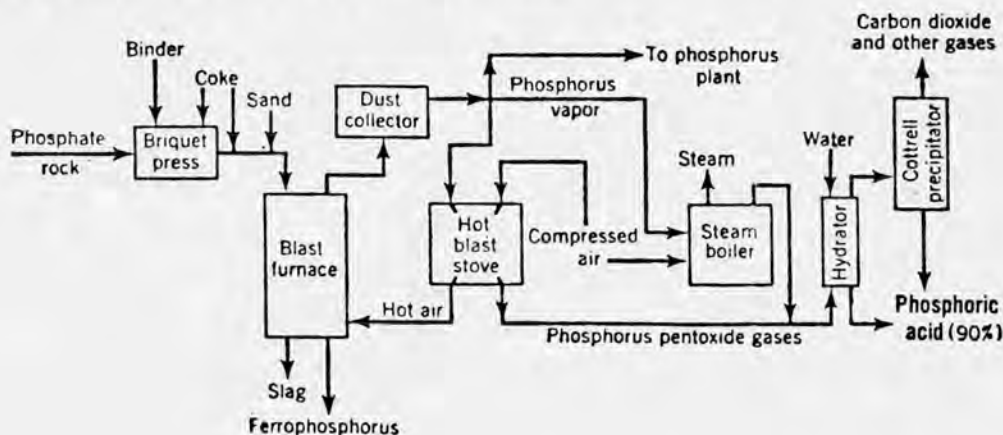 Carbon dioxide
and other gases
Binder
Coke
To phosphorus
plant
Sand
Dust
collector
Phosphorus
vapor
Phosphate
rock
Briquet
press
Steam
Water
Cottrell
precipitator
Blast
furnace
Hot
blast
stove
Compressed
air
Steam
boiler
Hydrator
Hot air
Phosphorus pentoxide gases
Phosphoric
acid (90%)
Slag
Ferrophosphorus